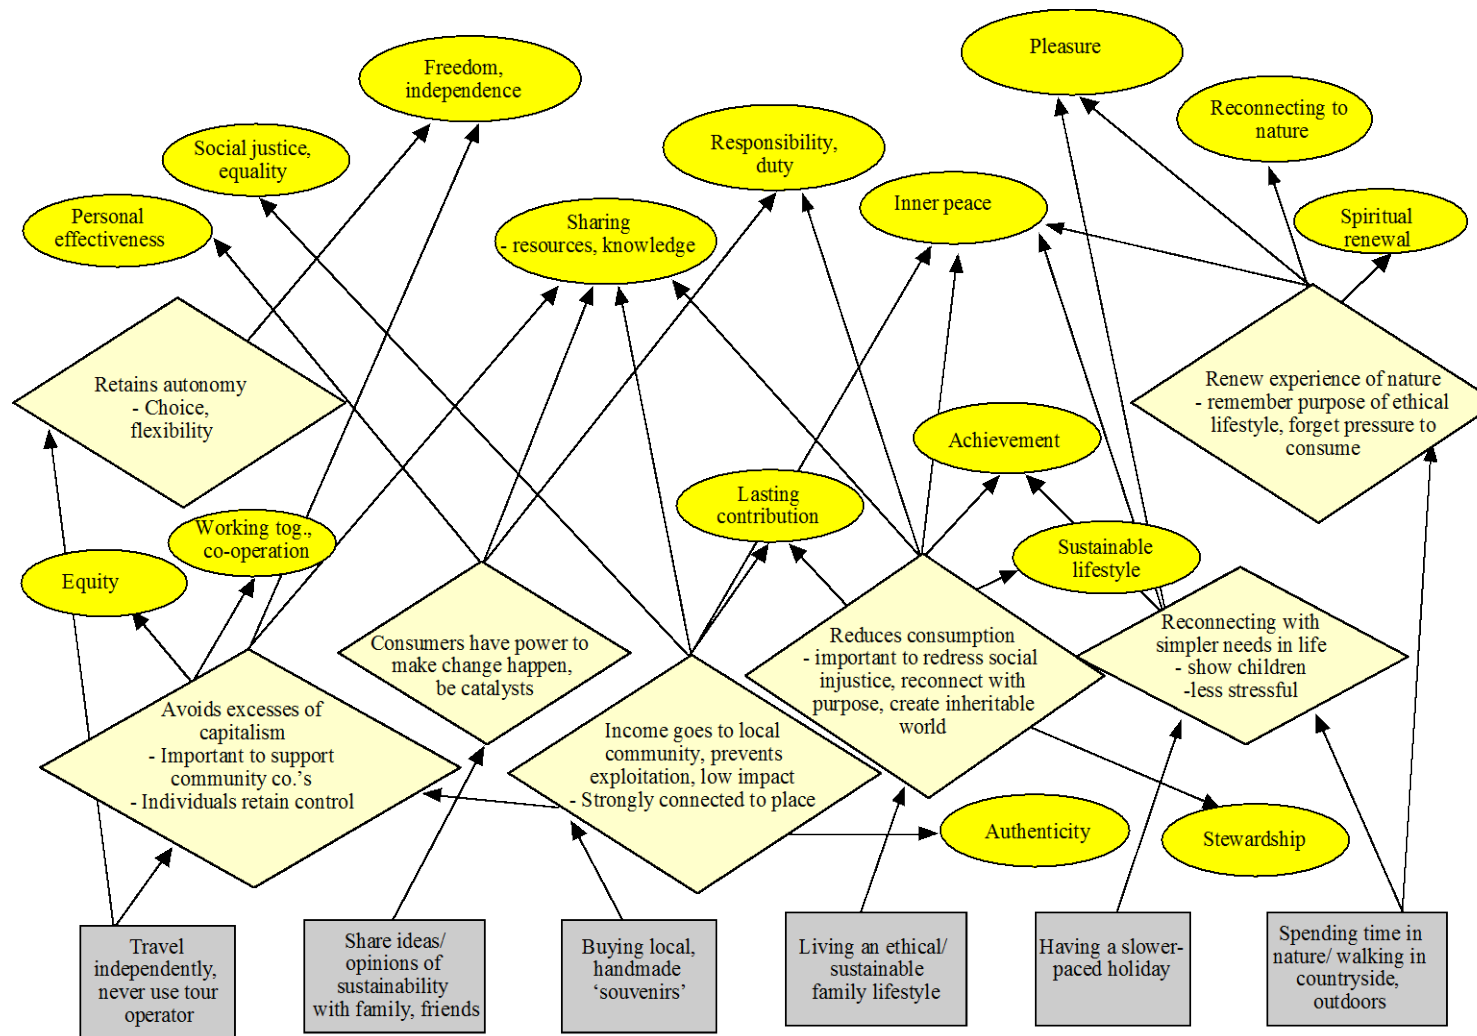 Pleasure
Freedom,
independence
Reconnecting to
nature
Social justice,
equality
Responsibility,
duty
Inner peace
Personal
effectiveness
Sharing
- resources, knowledge
Spiritual
renewal
Retains autonomy
- Choice,
flexibility
Renew experience of nature
- remember purpose of ethical
lifestyle, forget pressure to
consume
Achievement
Lasting
contribution
Working tog.,
co-operation
Sustainable
lifestyle
Equity
Consumers have power to
make change happen,
be catalysts
Reduces consumption
- important to redress social
injustice, reconnect with
purpose, create inheritable
world
Reconnecting with
simpler needs in life
- show children
-less stressful
Avoids excesses of
capitalism
- Important to support
community co.’s
- Individuals retain control
Income goes to local
community, prevents
exploitation, low impact
- Strongly connected to place
Authenticity
Stewardship
Travel
independently,
never use tour
operator
Share ideas/
opinions of
sustainability
with family, friends
Buying local,
handmade
‘souvenirs’
Living an ethical/
sustainable
family lifestyle
Having a slower-
paced holiday
Spending time in
nature/ walking in
countryside,
outdoors